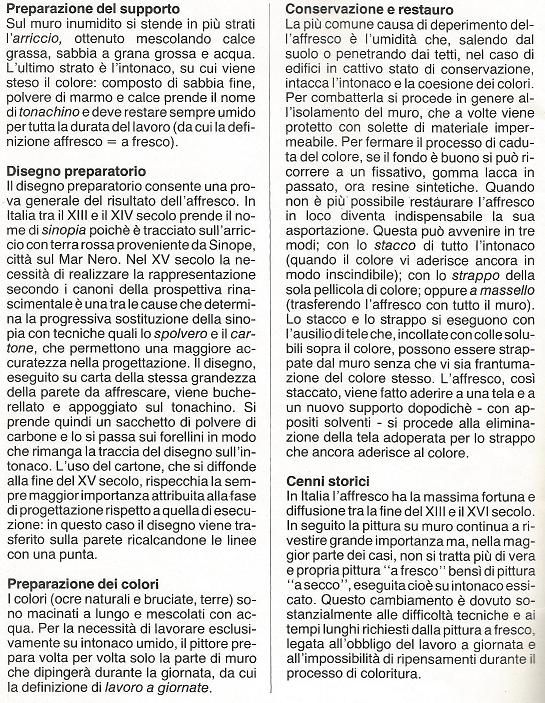 Preparazione del supporto
Sul muro inumidito si stende in più strati
l'arriccio, ottenuto mescolando calce
grassa, sabbia a grana grossa e acqua.
L'ultimo strato è l'intonaco, su cui viene
steso il colore: composto di sabbia fine,
polvere di marmo e calce prende il nome
di tonachino e deve restare sempre umido
per tutta la durata del lavoro (da cui la defi-
nizione affresco = a fresco).
Disegno preparatorio
Il disegno preparatorio consente una pro-
va generale del risultato dell'affresco. In
Italia tra il XIII e il XIV secolo prende il no-
me di sinopia poichè è tracciato sull'arric-
cio con terra rossa proveniente da Sinope,
città sul Mar Nero. Nel XV secolo la ne-
cessità di realizzare la rappresentazione
secondo i canoni della prospettiva rina-
scimentale è una tra le cause che determi-
na la progressiva sostituzione della sino-
pia con tecniche quali lo spolvero e il car-
tone, che permettono una maggiore ac-
curatezza nella progettazione. Il disegno,
eseguito su carta della stessa grandezza
della parete da affrescare, viene buche-
rellato e appoggiato sul tonachino. Si
prende quindi un sacchetto di polvere di
carbone e lo si passa sui forellini in modo
che rimanga la traccia del disegno sull'in-
tonaco. L'uso del cartone, che si diffonde
alla fine del XV secolo, rispecchia la sem-
pre maggior importanza attribuita alla fase
di progettazione rispetto a quella di esecu-
zione: in questo caso il disegno viene tra-
sferito sulla parete ricalcandone le linee
con una punta.
Preparazione dei colori
I colori (ocre naturali e bruciate, terre) so-
no macinati a lungo e mescolati con ac-
qua. Per la necessità di lavorare esclusi-
vamente su intonaco umido, il pittore pre-
para volta per volta solo la parte di muro
che dipingerà durante la giornata, da cui
la definizione di lavoro a giornate.
Conservazione e restauro
La più comune causa di deperimento del-
l'affresco è l'umidità che, salendo dal
suolo o penetrando dai tetti, nel caso di
edifici in cattivo stato di conservazione,
intacca l'intonaco e la coesione dei colori.
Per combatterla si procede in genere al-
l'isolamento del muro, che a volte viene
protetto con solette di materiale imper-
meabile. Per fermare il processo di cadu-
ta del colore, se il fondo è buono si può ri-
correre a un fissativo, gomma lacca in
passato, ora resine sintetiche. Quando
non è più possibile restaurare l'affresco
in loco diventa indispensabile la sua
asportazione. Questa può avvenire in tre
modi; con lo stacco di tutto l'intonaco
(quando il colore vi aderisce ancora in
modo inscindibile); con lo strappo della
sola pellicola di colore; oppure a massello
(trasferendo l'affresco con tutto il muro).
Lo stacco e lo strappo si eseguono con
l'ausilio di tele che, incollate con colle solu-
bili sopra il colore, possono essere strap-
pate dal muro senza che vi sia frantuma-
zione del colore stesso. L'affresco, così
staccato, viene fatto aderire a una tela e a
un nuovo supporto dopodichè - con ap-
positi solventi - si procede alla elimina-
zione della tela adoperata per lo strappo
che ancora aderisce al colore.
Cenni storici
In Italia l'affresco ha la massima fortuna e
diffusione tra la fine del XIII e il XVI secolo.
In seguito la pittura su muro continua a ri-
vestire grande importanza ma, nella mag-
gior parte dei casi, non si tratta più di vera
e propria pittura "a fresco" bensì di pittura
"a secco", eseguita cioè su intonaco essi-
cato. Questo cambiamento è dovuto so-
stanzialmente alle difficoltà tecniche e ai
tempi lunghi richiesti dalla pittura a fresco,
legata all'obbligo del lavoro a giornata e
all'impossibilità di ripensamenti durante il
processo di coloritura.